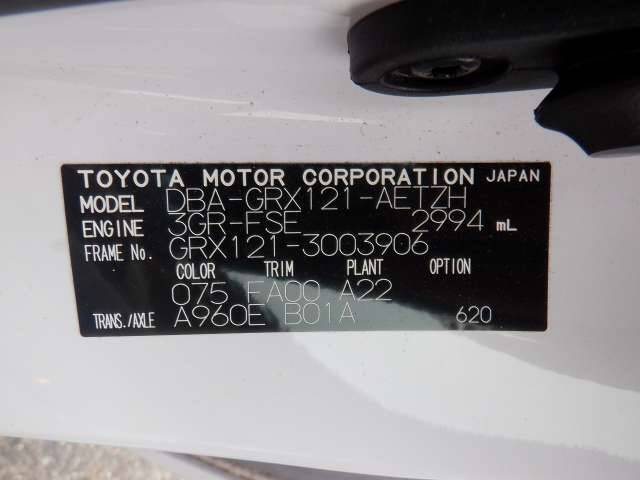 TOYOTA MOTOR CORPORATION JAPAN
MODEL DBA-GRX121-AETZH
ENGINE 3GR-FSE 2994 mL
FRAME No. GRX121-3003906
COLOR TRIM PLANT OPTION
075 FA00 A22
TRANS./AXLE A960E B01A 620